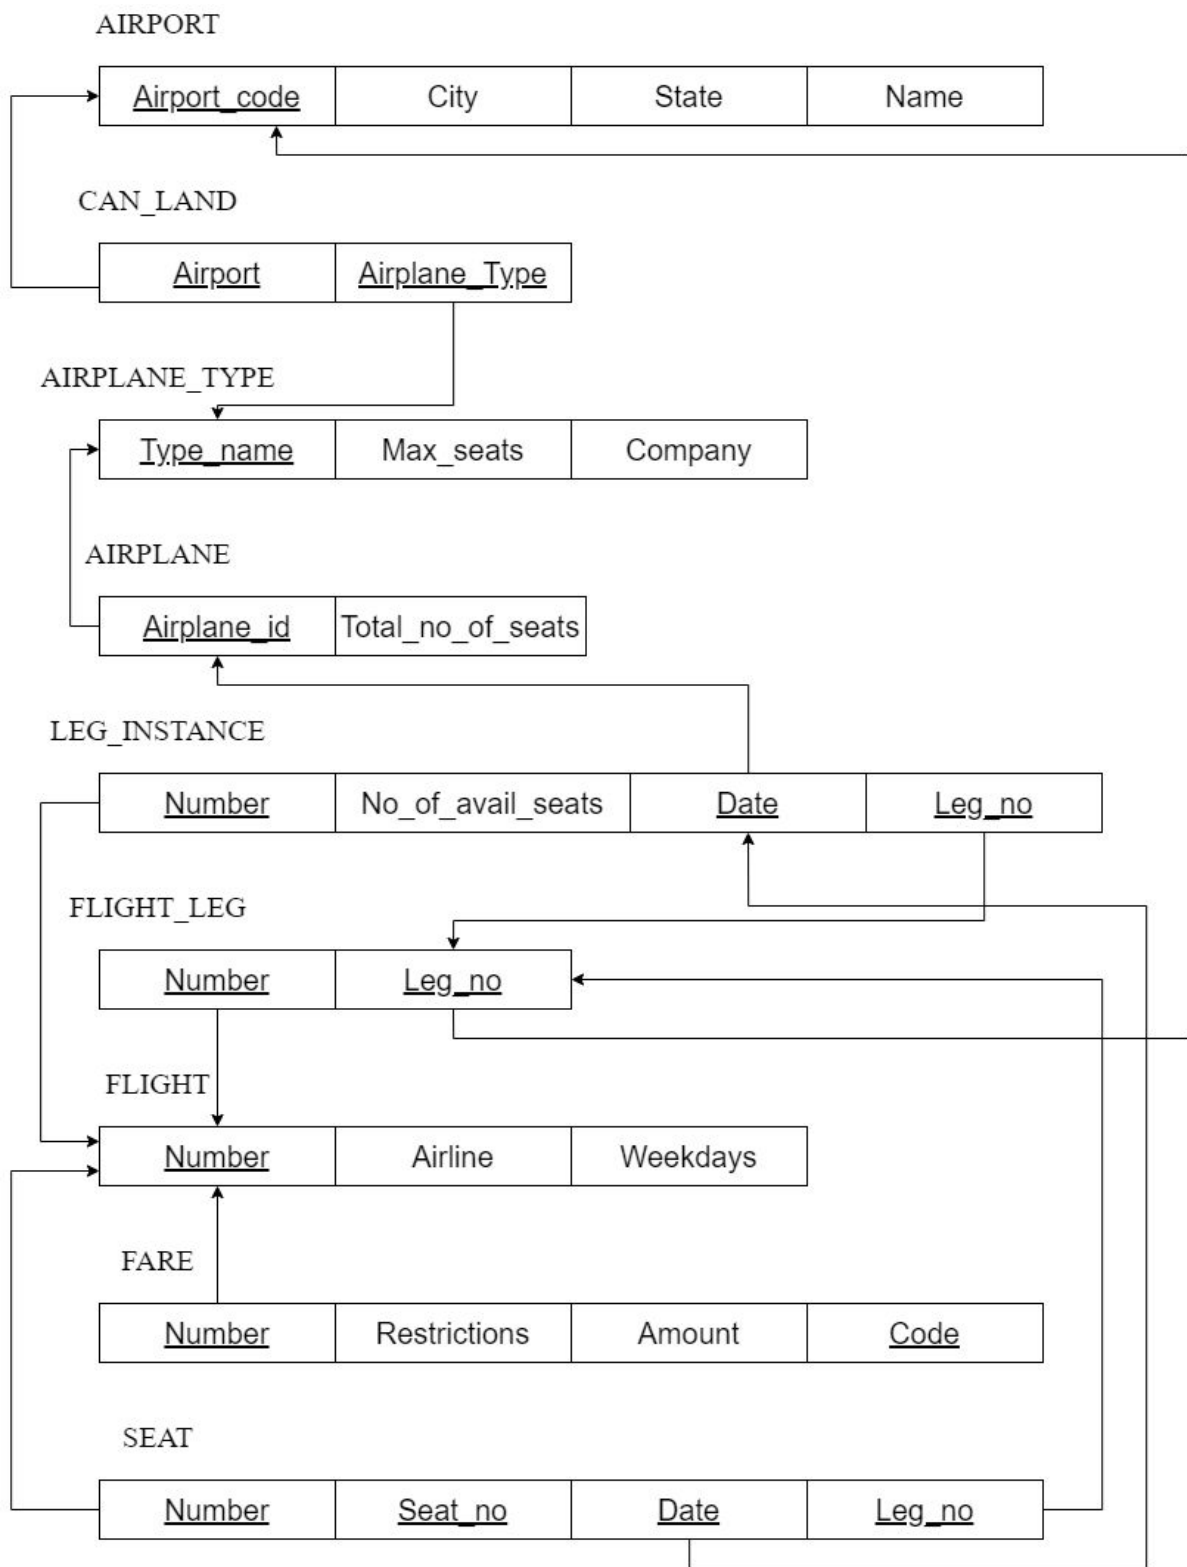 AIRPORT
Airport_code City State Name
CAN_LAND
Airport Airplane_Type
AIRPLANE_TYPE
Type_name Max_seats Company
AIRPLANE
Airplane_id Total_no_of_seats
LEG_INSTANCE
Number No_of_avail_seats Date Leg_no
FLIGHT_LEG
Number Leg_no
FLIGHT
Number Airline Weekdays
FARE
Number Restrictions Amount Code
SEAT
Number Seat_no Date Leg_no